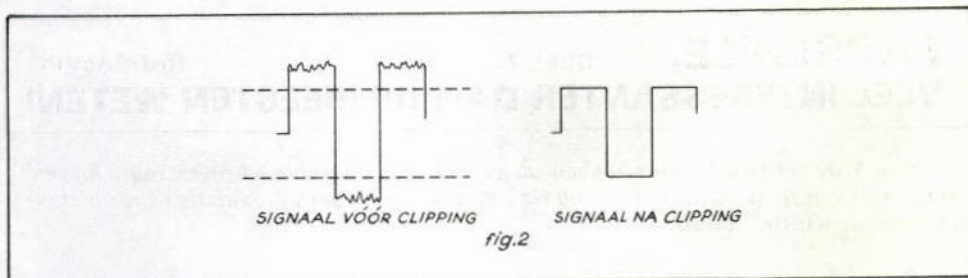 SIGNAAL VÓÓR CLIPPING
SIGNAAL NA CLIPPING
fig.2